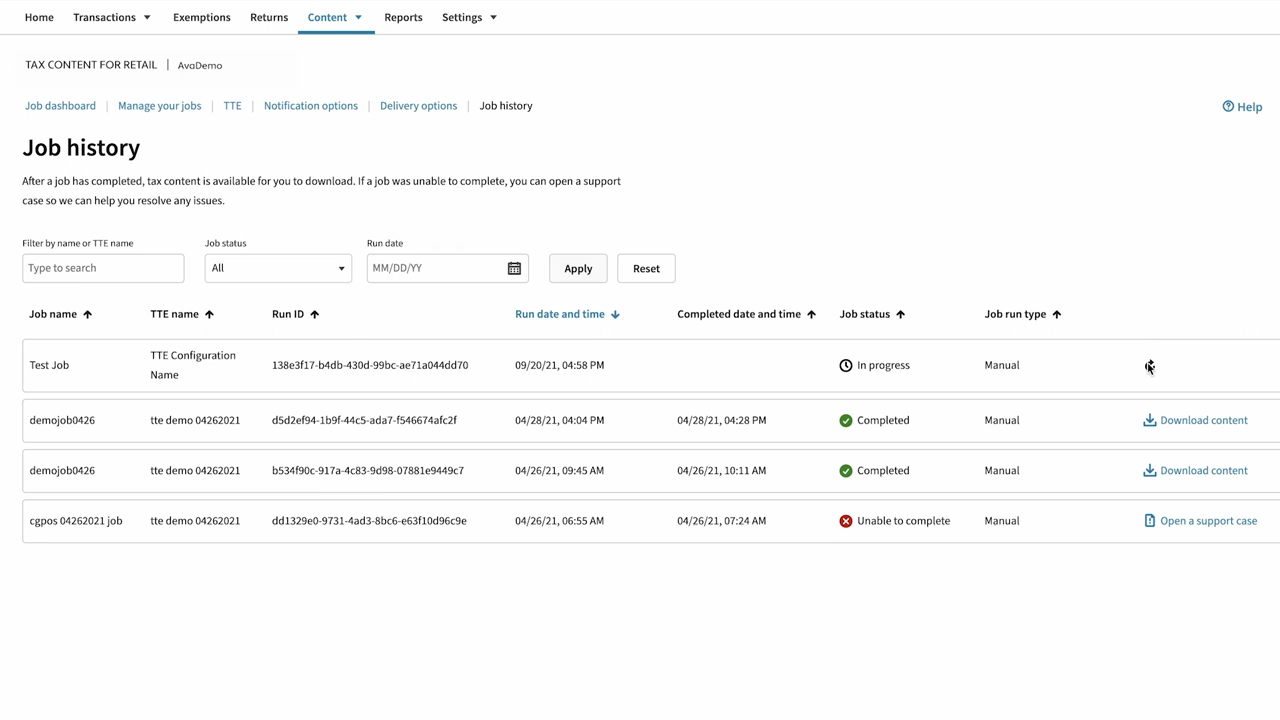 Home Transactions Exemptions Returns Content Reports Settings
TAX CONTENT FOR RETAIL | AvaDemo
Job dashboard | Manage your jobs | TTE | Notification options | Delivery options | Job history
Help
Job history
After a job has completed, tax content is available for you to download. If a job was unable to complete, you can open a support
case so we can help you resolve any issues.
Filter by name or TTE name Job status Run date
Type to search All MM/DD/YY Apply Reset
Job name TTE name Run ID Run date and time Completed date and time Job status Job run type
Test Job TTE Configuration Name 138e3f17-b4db-430d-99bc-ae71a044dd70 09/20/21, 04:58 PM In progress Manual
demojob0426 tte demo 04262021 d5d2ef94-1b9f-44c5-ada7-f546674afc2f 04/28/21, 04:04 PM 04/28/21, 04:28 PM Completed Manual Download content
demojob0426 tte demo 04262021 b534f90c-917a-4c83-9d98-07881e9449c7 04/26/21, 09:45 AM 04/26/21, 10:11 AM Completed Manual Download content
cgpos 04262021 job tte demo 04262021 dd1329e0-9731-4ad3-8bc6-e63f10d96c9e 04/26/21, 06:55 AM 04/26/21, 07:24 AM Unable to complete Manual Open a support case